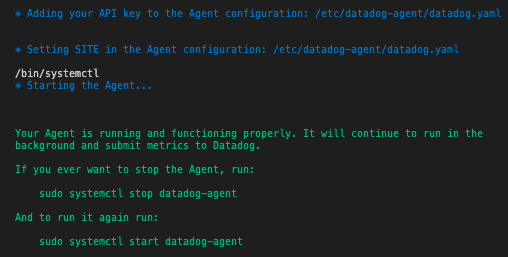 * Adding your API key to the Agent configuration: /etc/datadog-agent/datadog.yaml
* Setting SITE in the Agent configuration: /etc/datadog-agent/datadog.yaml
/bin/systemctl
* Starting the Agent...
Your Agent is running and functioning properly. It will continue to run in the
background and submit metrics to Datadog.
If you ever want to stop the Agent, run:
sudo systemctl stop datadog-agent
And to run it again run:
sudo systemctl start datadog-agent